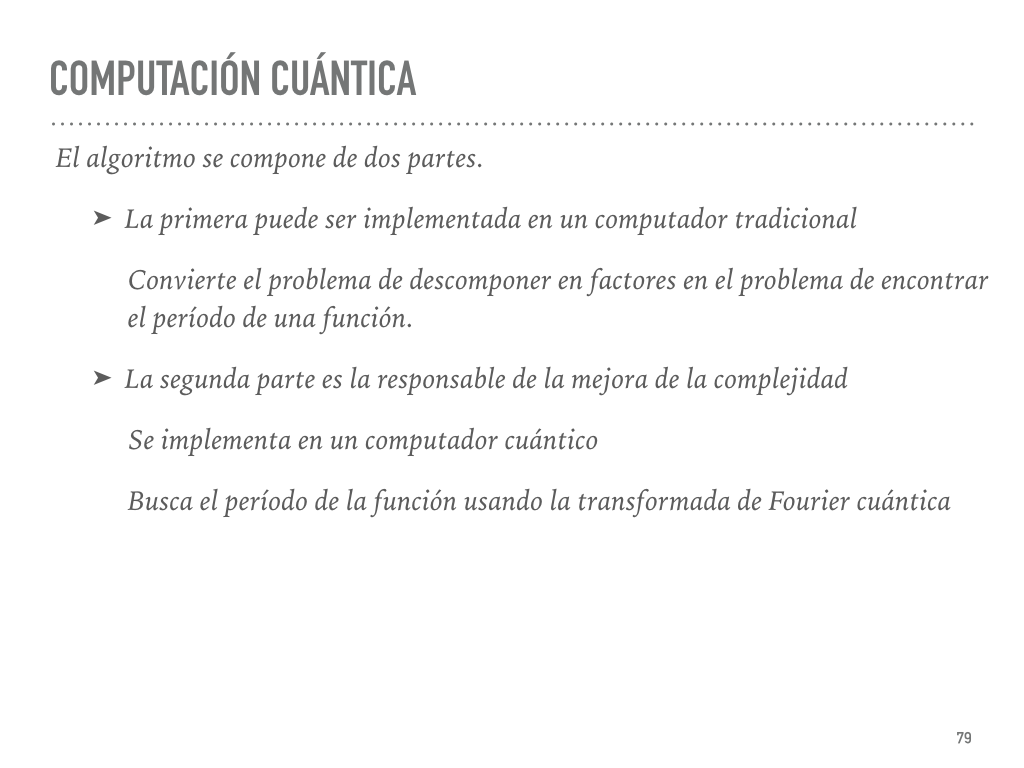 COMPUTACIÓN CUÁNTICA
El algoritmo se compone de dos partes.
➤ La primera puede ser implementada en un computador tradicional
Convierte el problema de descomponer en factores en el problema de encontrar
el período de una función.
➤ La segunda parte es la responsable de la mejora de la complejidad
Se implementa en un computador cuántico
Busca el período de la función usando la transformada de Fourier cuántica
79